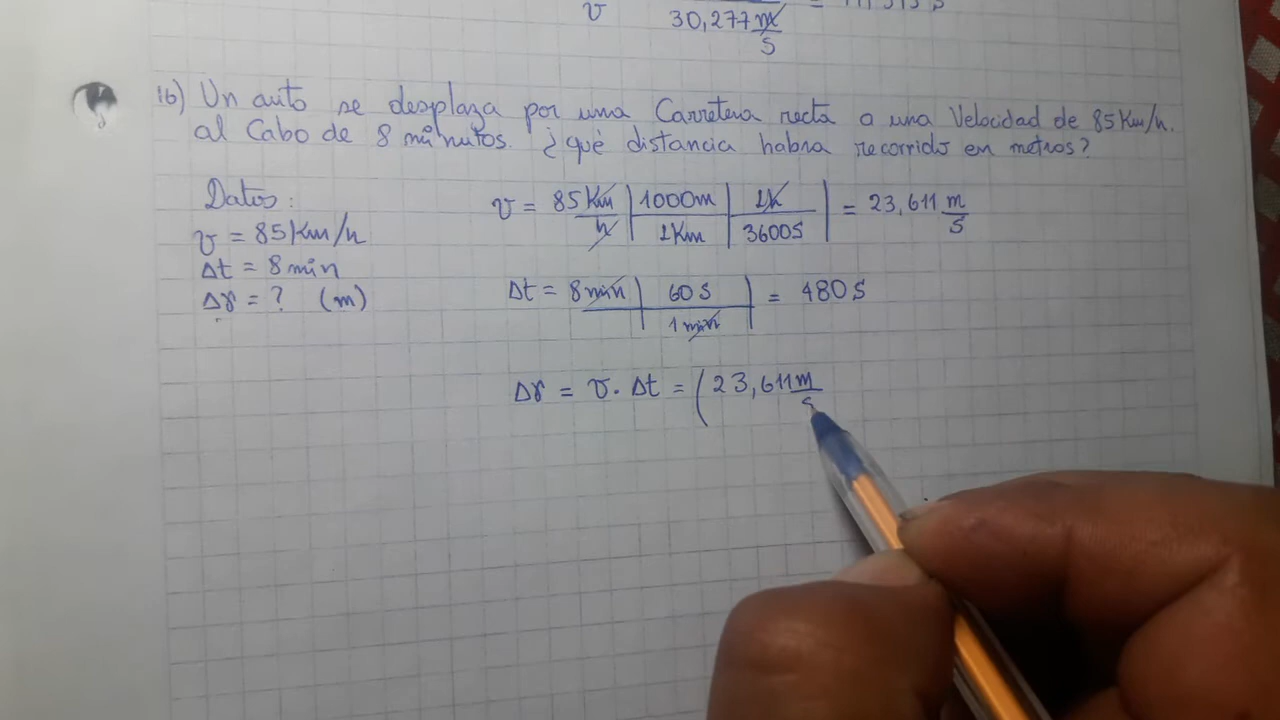 v 30,277 m/s =
16) Un auto se desplaza por una Carretera recta a una Velocidad de 85 Km/h.
al Cabo de 8 minutos. ¿qué distancia habra recorrido en metros?
Datos:
v = 85 Km/h
Δt = 8 min
Δr = ? (m)
v = 85 Km/h | 1000m/1Km | 1h/3600s | = 23,611 m/s
Δt = 8 min | 60 s/1 min | = 480 s
Δr = v. Δt = (23,611 m/s